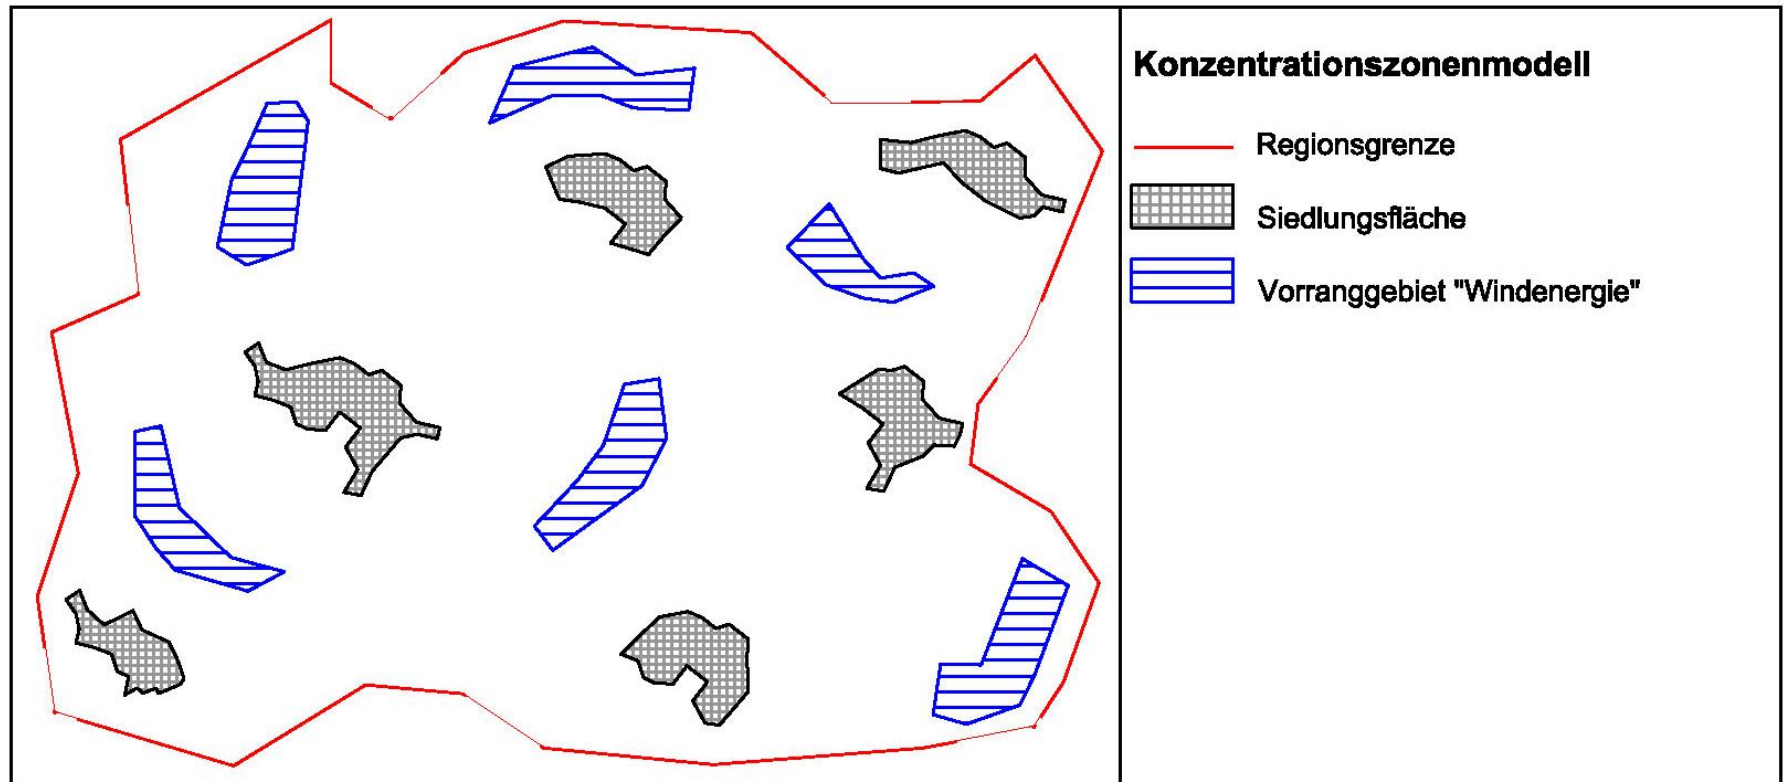 Konzentrationszonenmodell
Regionsgrenze
Siedlungsfläche
Vorranggebiet "Windenergie"